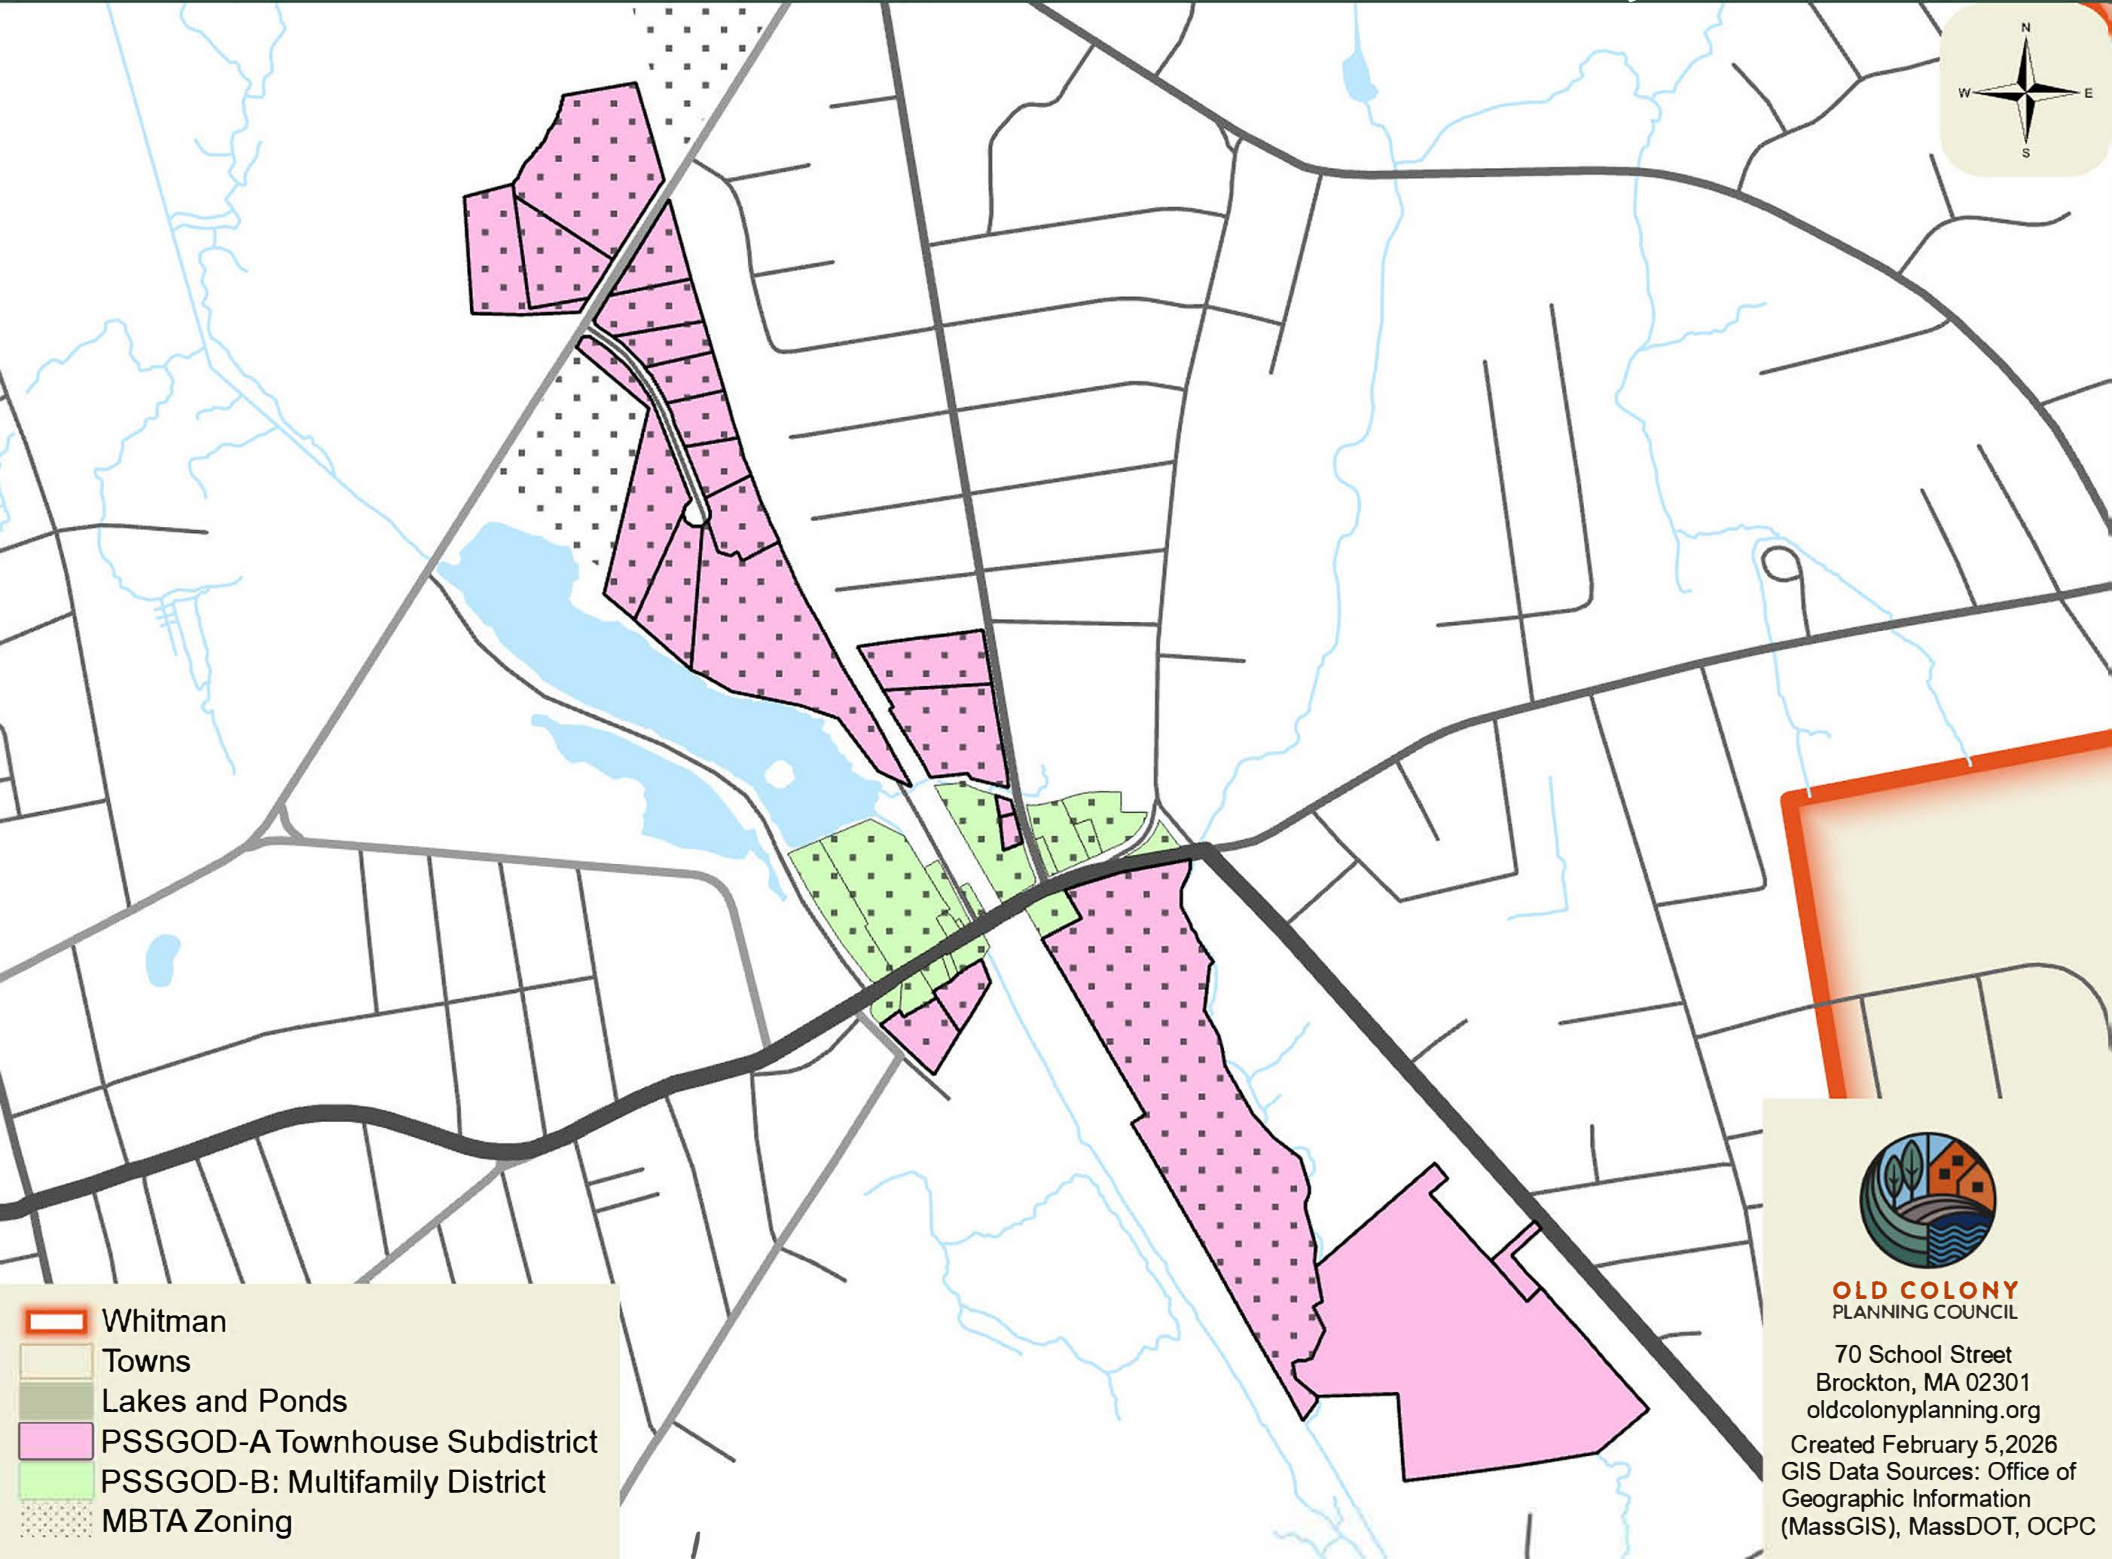 N
W E
S
Whitman
Towns
Lakes and Ponds
PSSGOD-A Townhouse Subdistrict
PSSGOD-B: Multifamily District
MBTA Zoning
OLD COLONY
PLANNING COUNCIL
70 School Street
Brockton, MA 02301
oldcolonyplanning.org
Created February 5,2026
GIS Data Sources: Office of
Geographic Information
(MassGIS), MassDOT, OCPC